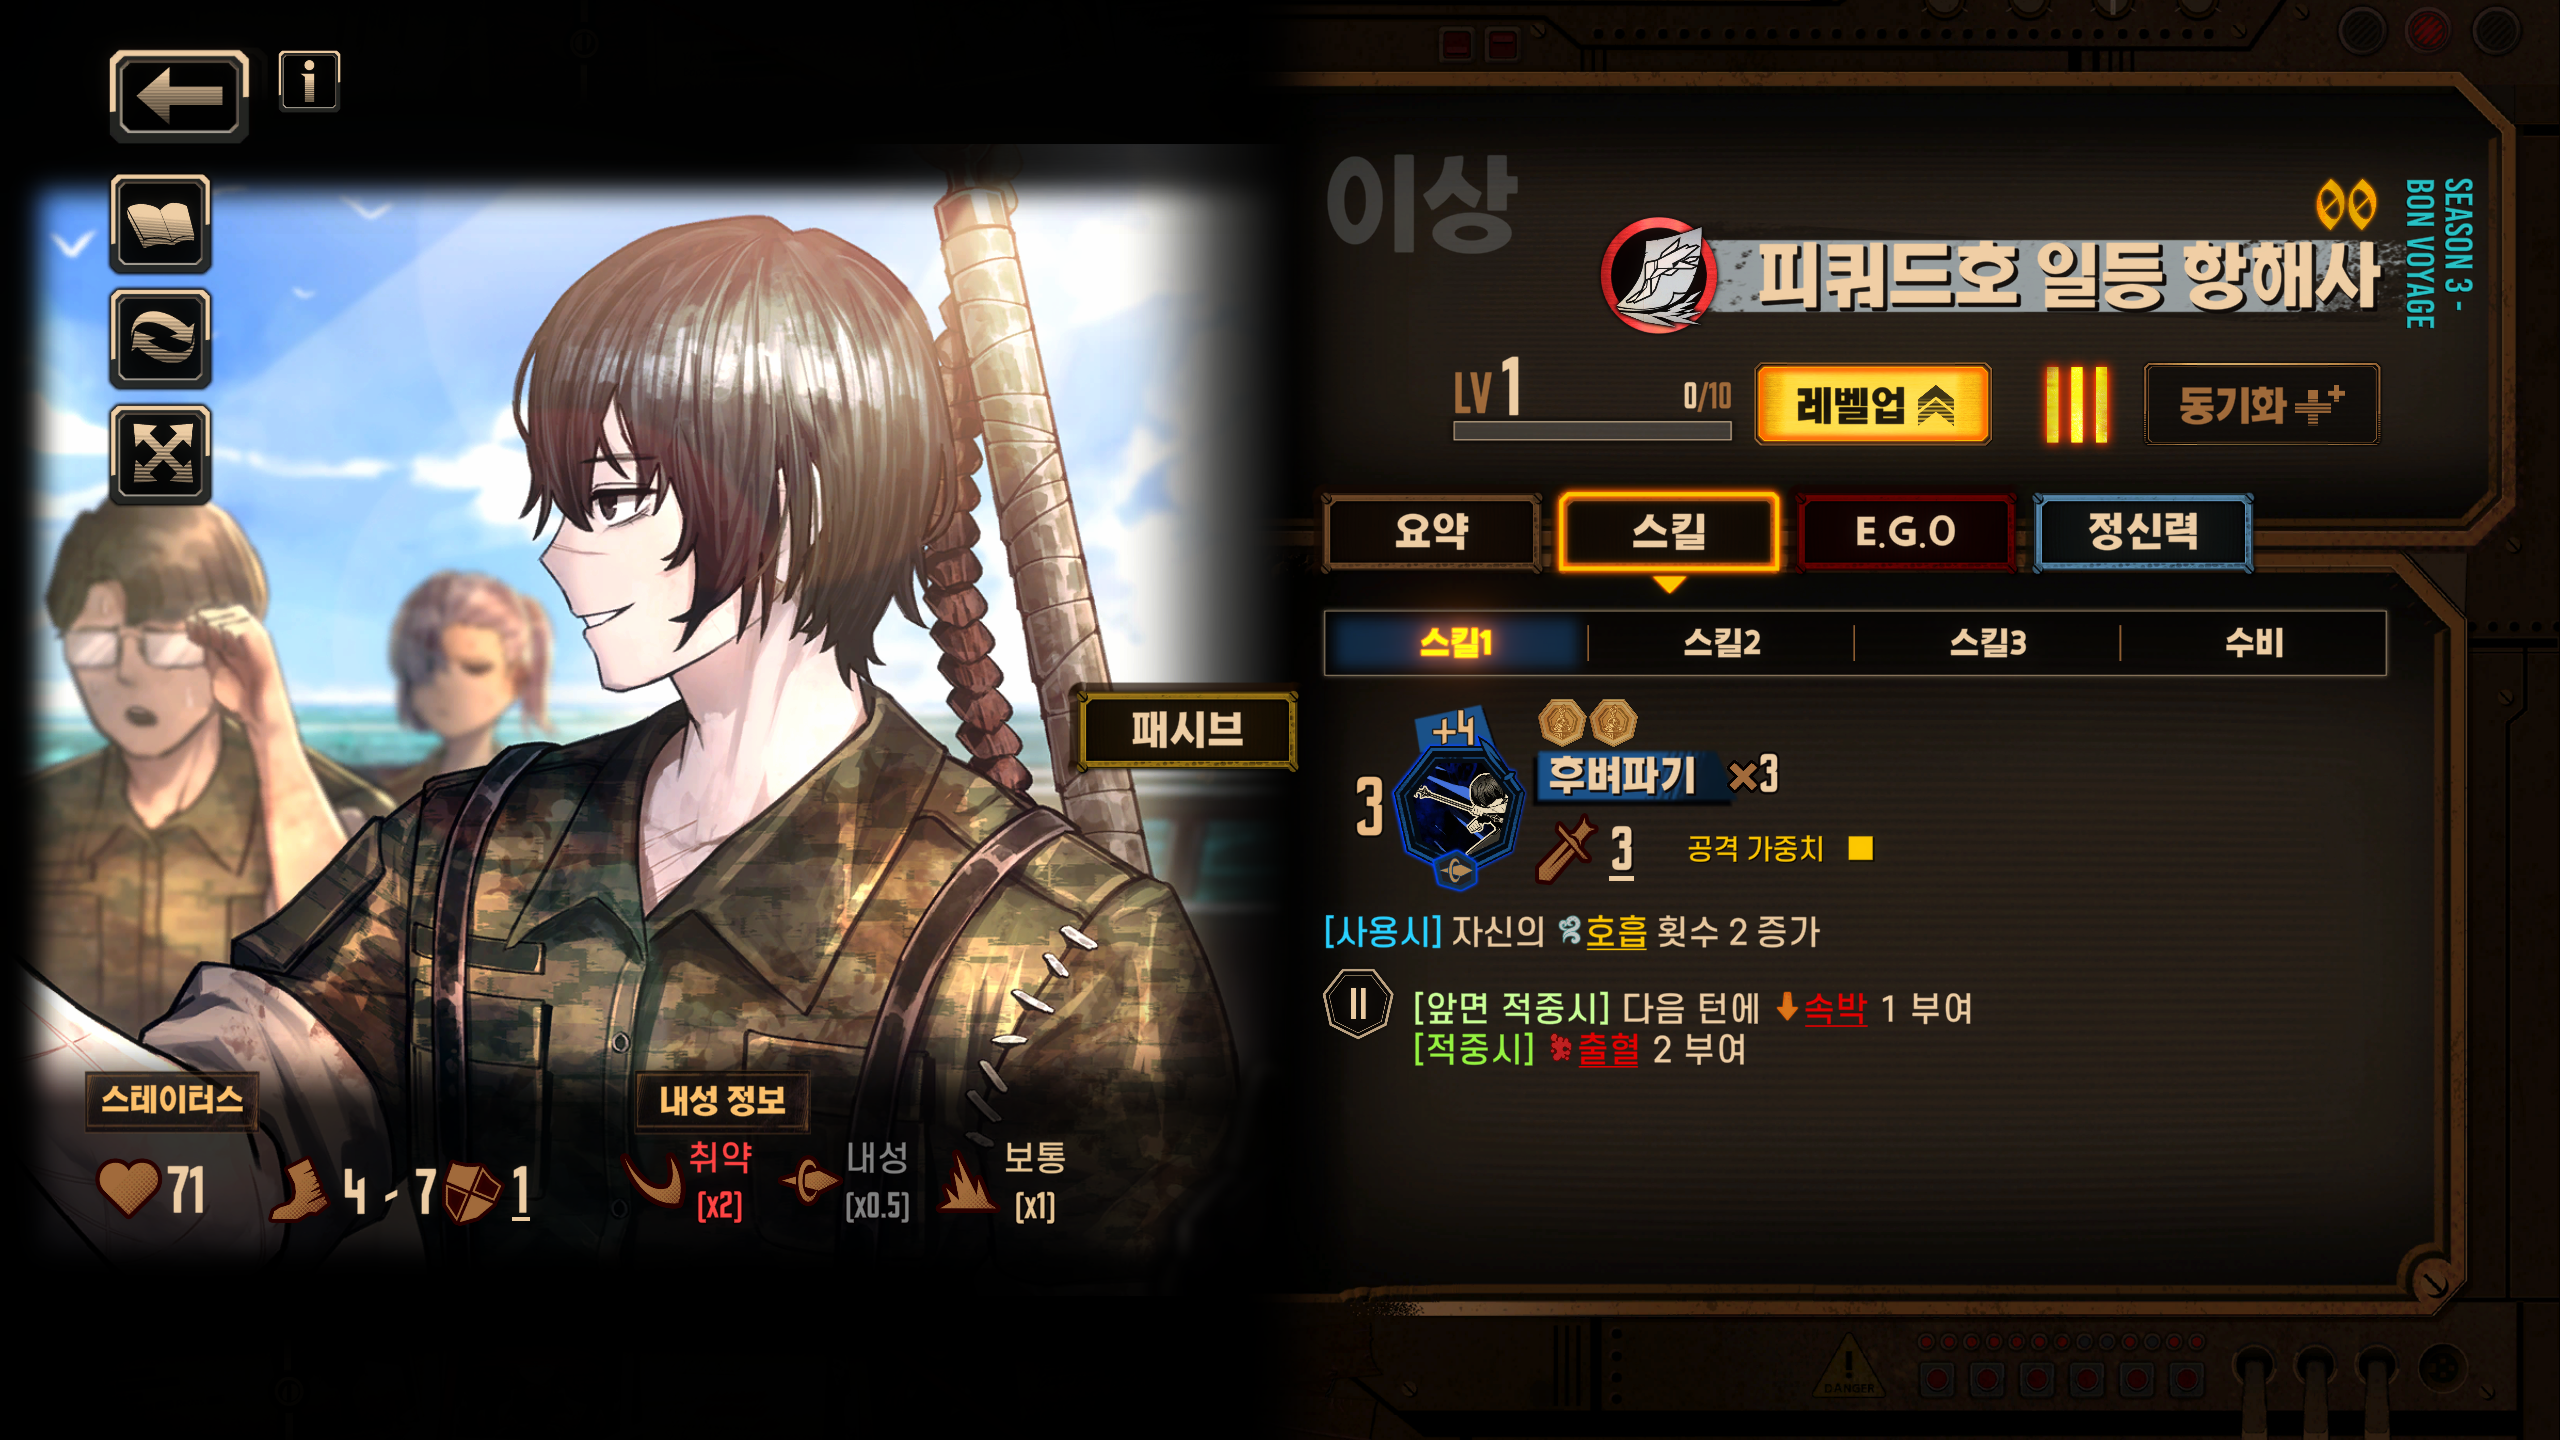 i
이상
피쿼드호 일등 항해사
SEASON 3 -
BON VOYAGE
LV 1
0/10
레벨업
동기화
요약
스킬
E.G.O
정신력
스킬1
스킬2
스킬3
수비
패시브
+4
3
후벼파기 ×3
3
공격 가중치
[사용시] 자신의 호흡 횟수 2 증가
II
[앞면 적중시] 다음 턴에 속박 1 부여
[적중시] 출혈 2 부여
스테이터스
71
4 - 7
1
내성 정보
취약
[x2]
내성
[x0.5]
보통
[x1]
DANGER